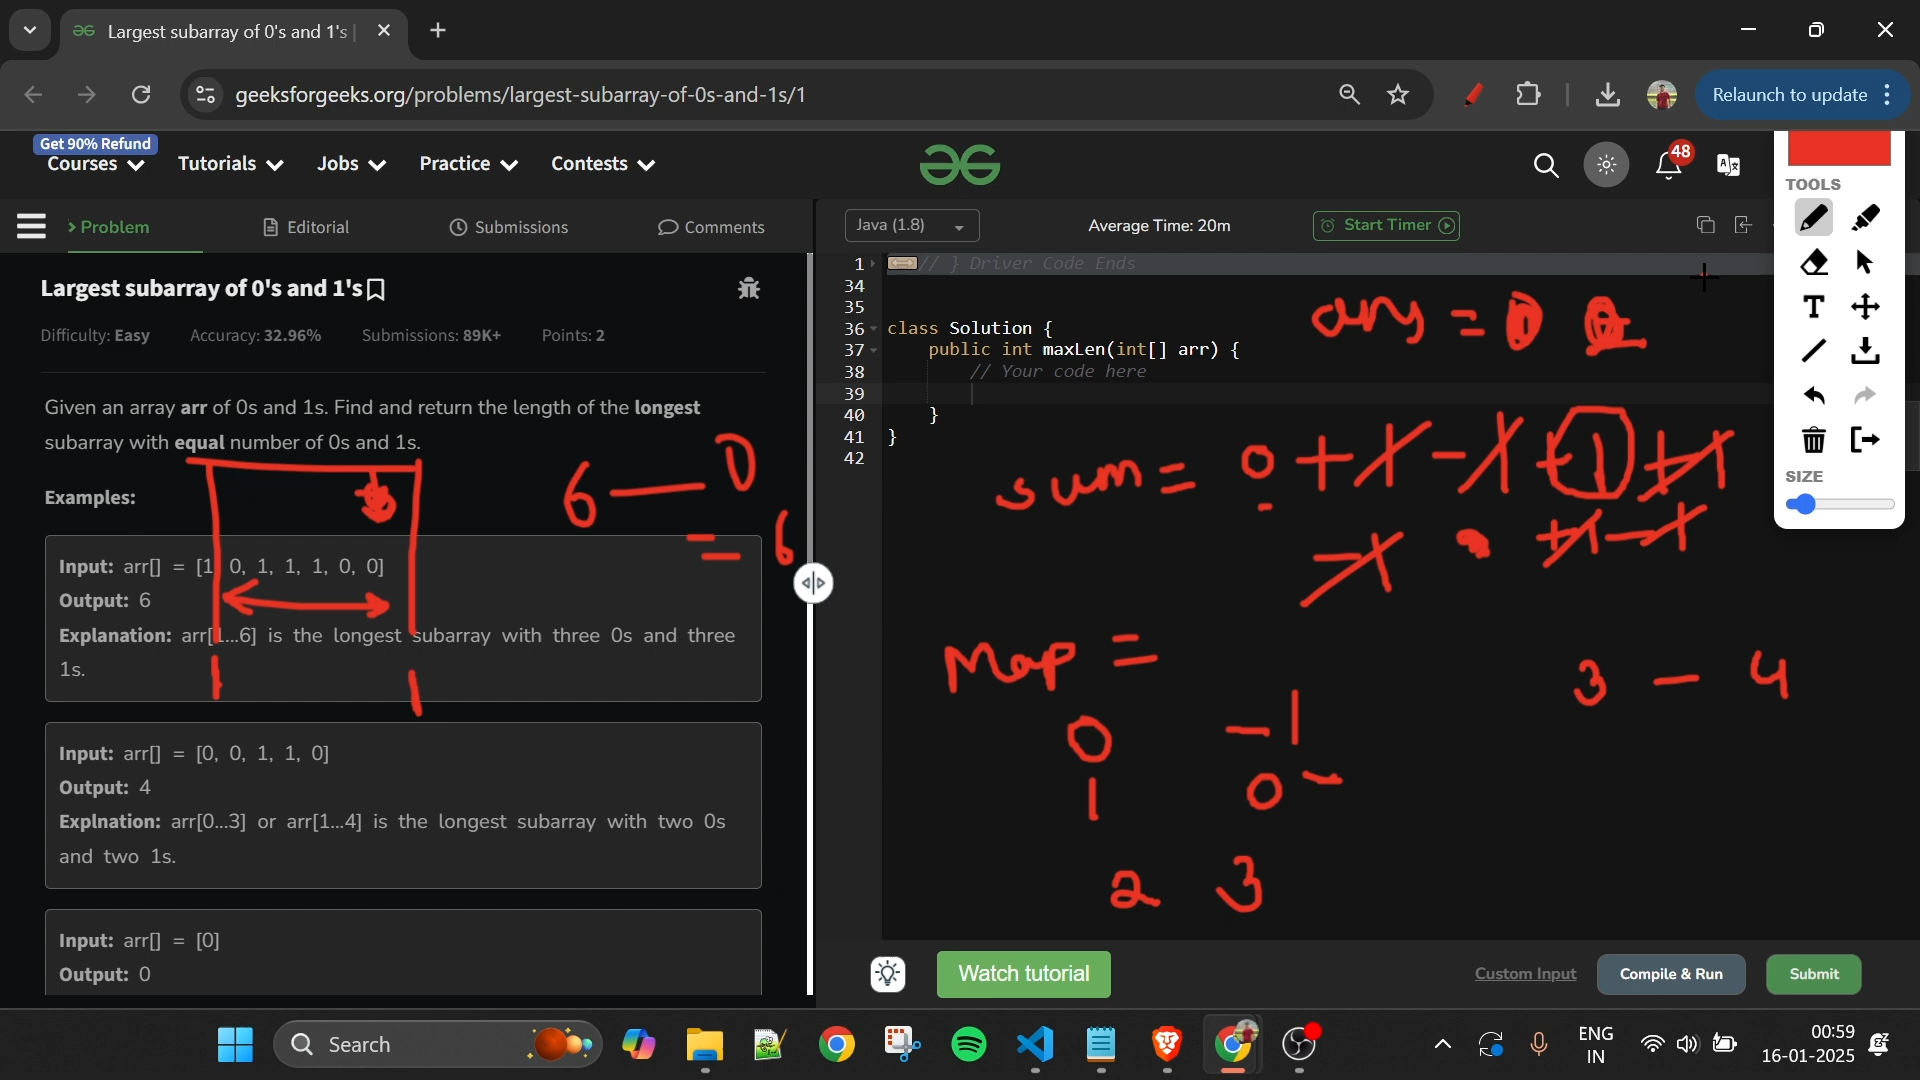 Largest subarray of 0's and 1's |
geeksforgeeks.org/problems/largest-subarray-of-0s-and-1s/1
Relaunch to update
Get 90% Refund
Courses
Tutorials
Jobs
Practice
Contests
48
TOOLS
T
SIZE
Problem
Editorial
Submissions
Comments
Largest subarray of 0's and 1's
Difficulty: Easy Accuracy: 32.96% Submissions: 89K+ Points: 2
Given an array arr of 0s and 1s. Find and return the length of the longest
subarray with equal number of 0s and 1s.
Examples:
6 — 0
= 6
Input: arr[] = [1, 0, 1, 1, 1, 0, 0]
Output: 6
Explanation: arr[1...6] is the longest subarray with three 0s and three
1s.
Input: arr[] = [0, 0, 1, 1, 0]
Output: 4
Explnation: arr[0...3] or arr[1...4] is the longest subarray with two 0s
and two 1s.
Input: arr[] = [0]
Output: 0
Java (1.8)
Average Time: 20m
Start Timer
1 // } Driver Code Ends
34
35
36 class Solution {
37 public int maxLen(int[] arr) {
38 // Your code here
39
40 }
41 }
42
ans =
sum = 0 + 1 - 1 + 1 + 1
- 1 + 1 - 1
Map =
0 -1
1 0
2 3
3 - 4
Watch tutorial
Custom Input
Compile & Run
Submit
Search
ENG
IN
00:59
16-01-2025